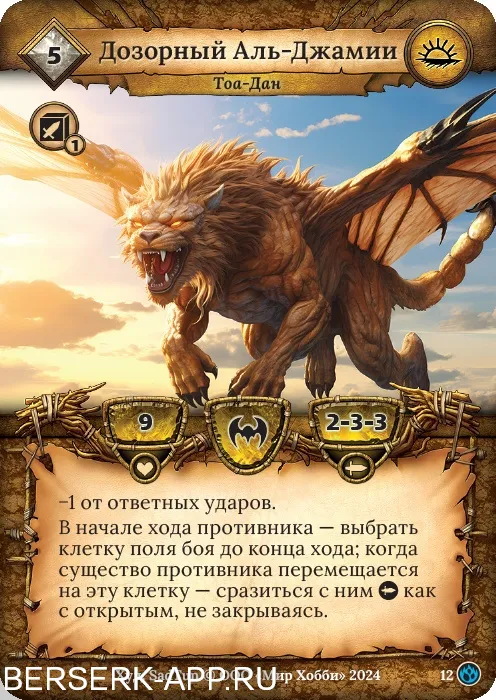 5
Дозорный Аль-Джамии
Тоа-Дан
1
9
2-3-3
–1 от ответных ударов.
В начале хода противника — выбрать
клетку поля боя до конца хода; когда
существо противника перемещается
на эту клетку — сразиться с ним как
с открытым, не закрываясь.
«Мир Хобби» 2024
12
BERSERK-APP.RU